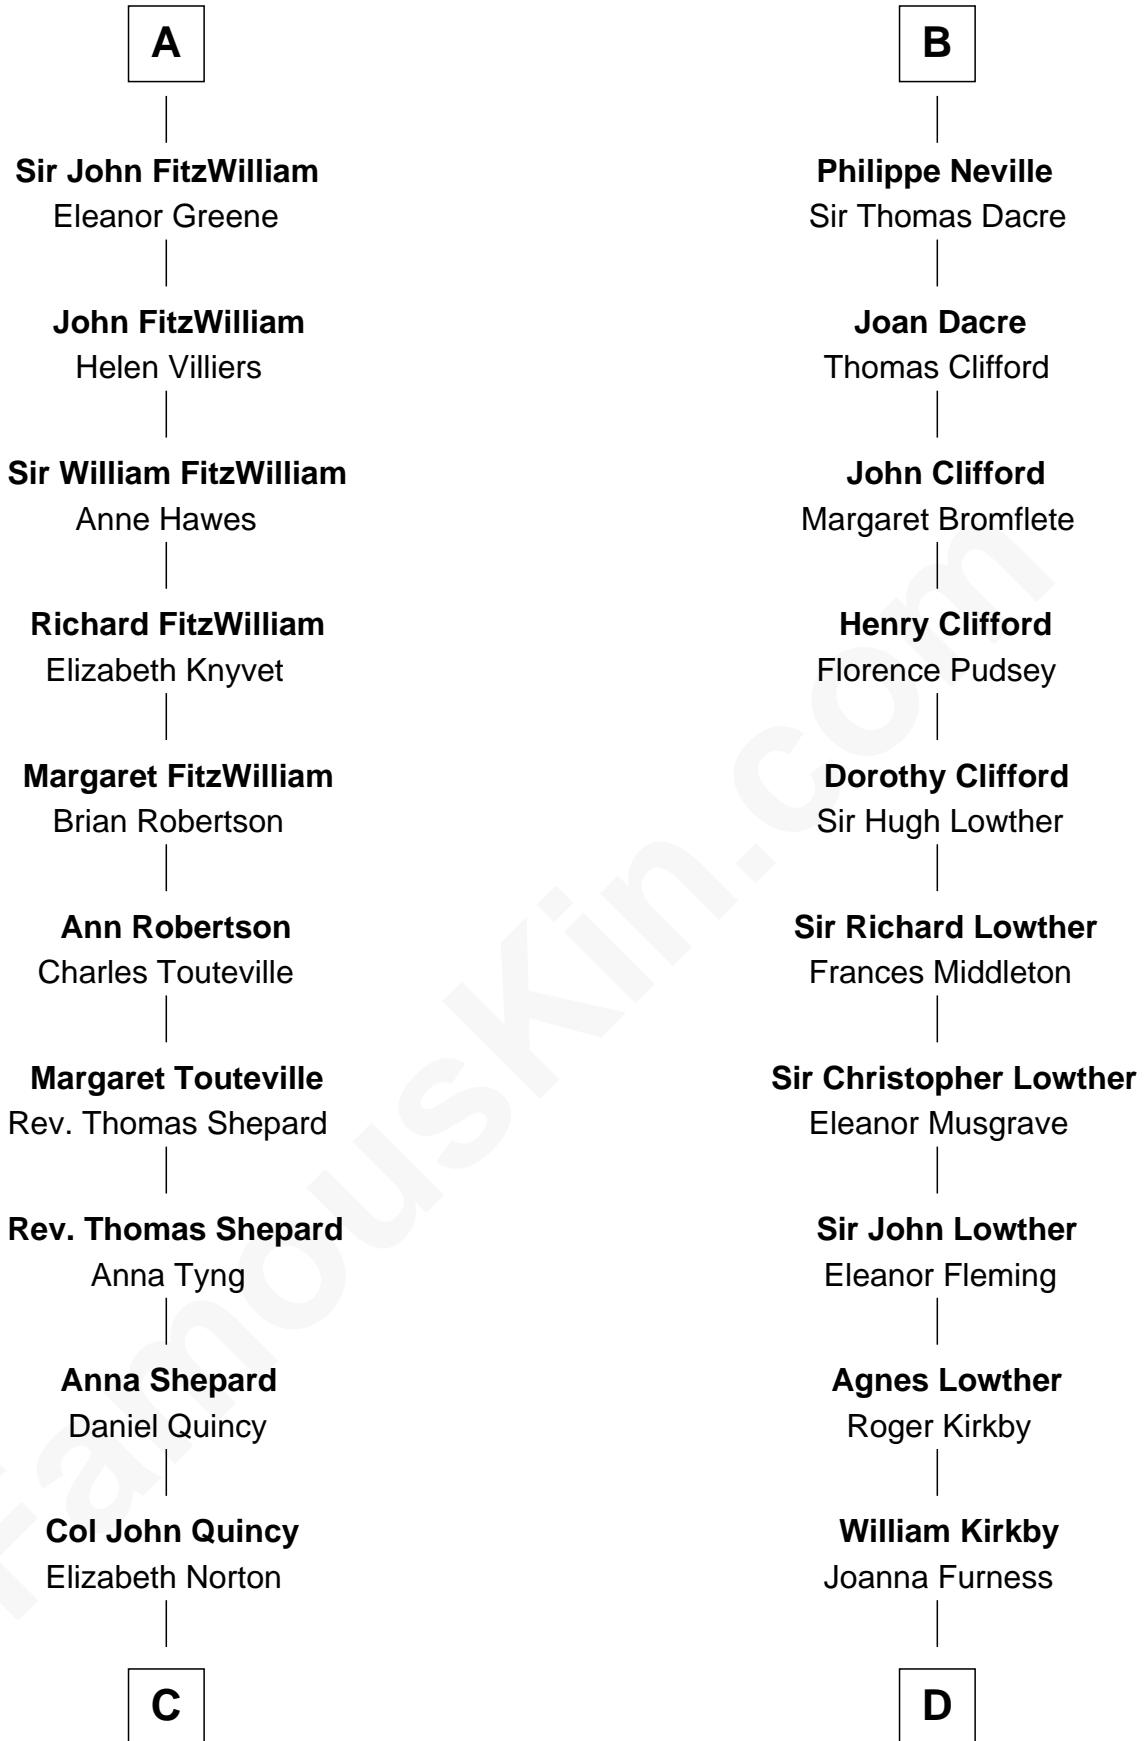 A
Sir John FitzWilliam
Eleanor Greene
John FitzWilliam
Helen Villiers
Sir William FitzWilliam
Anne Hawes
Richard FitzWilliam
Elizabeth Knyvet
Margaret FitzWilliam
Brian Robertson
Ann Robertson
Charles Touteville
Margaret Touteville
Rev. Thomas Shepard
Rev. Thomas Shepard
Anna Tyng
Anna Shepard
Daniel Quincy
Col John Quincy
Elizabeth Norton
C
B
Philippe Neville
Sir Thomas Dacre
Joan Dacre
Thomas Clifford
John Clifford
Margaret Bromflete
Henry Clifford
Florence Pudsey
Dorothy Clifford
Sir Hugh Lowther
Sir Richard Lowther
Frances Middleton
Sir Christopher Lowther
Eleanor Musgrave
Sir John Lowther
Eleanor Fleming
Agnes Lowther
Roger Kirkby
William Kirkby
Joanna Furness
D
FamousKin.com